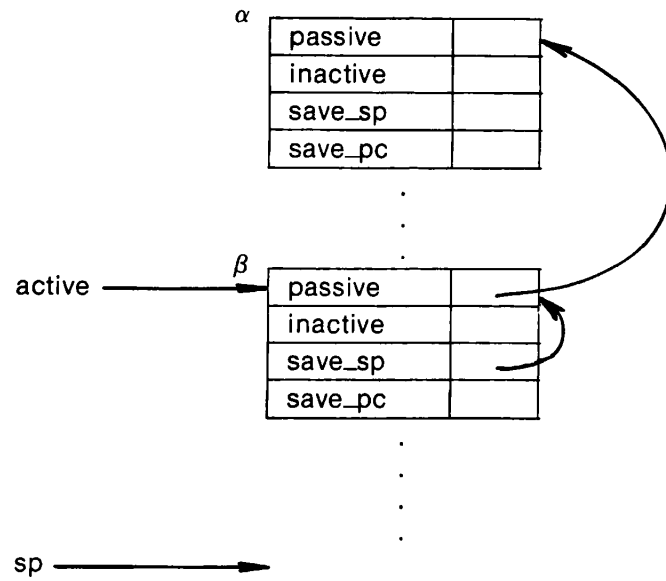 α
passive
inactive
save_sp
save_pc
β
active
passive
inactive
save_sp
save_pc
sp